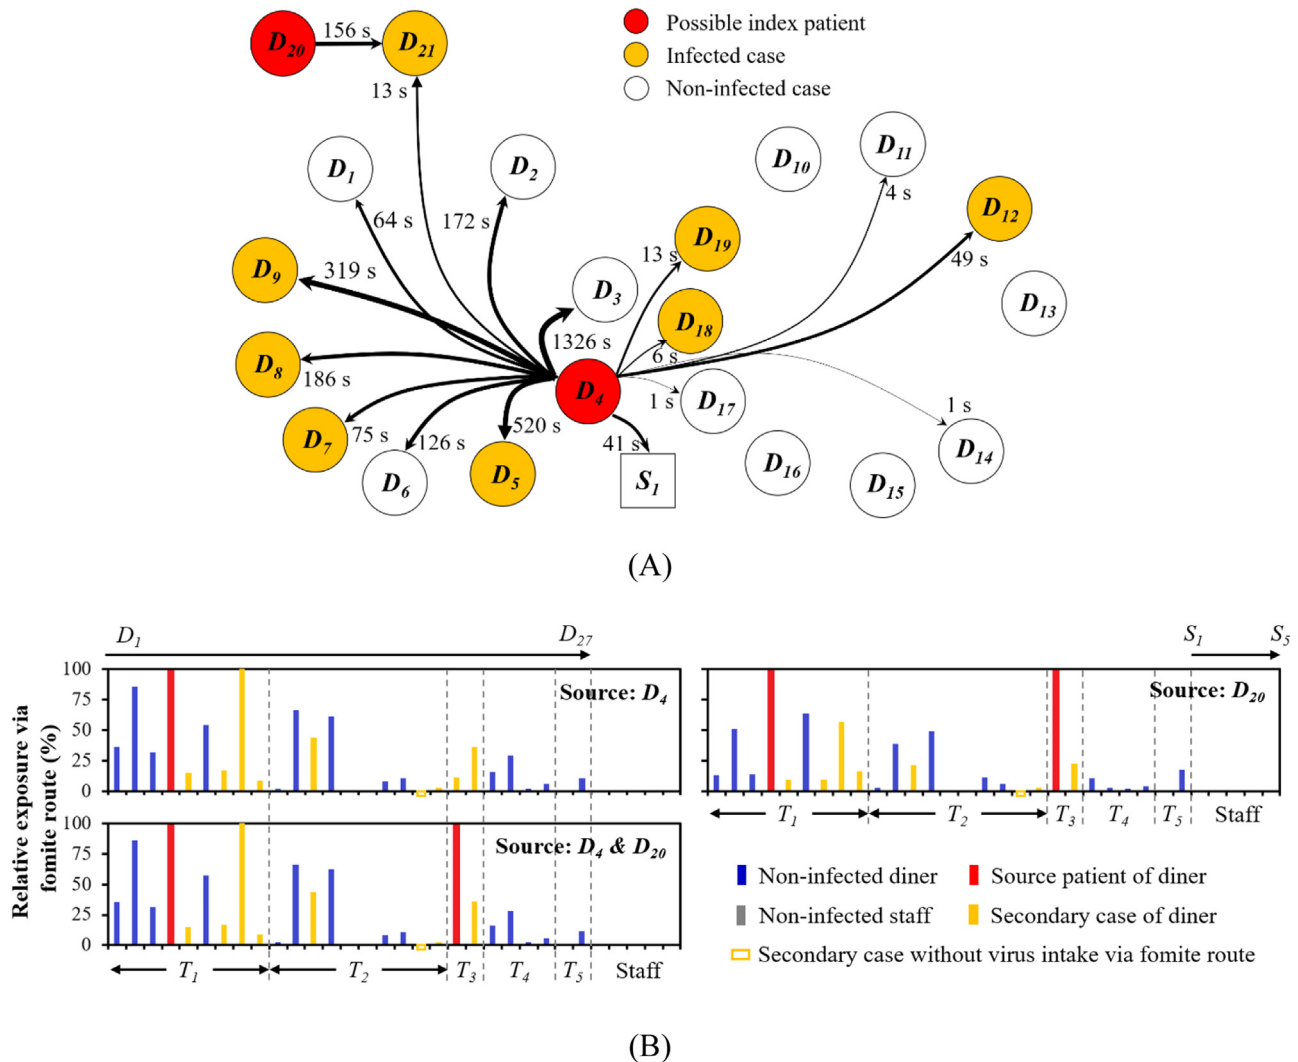 D20 156 s D21
Possible index patient
Infected case
Non-infected case
13 s
D1 D2 D10 D11
64 s 172 s 4 s
D9 319 s D19 13 s D12 49 s
D3 D13
D18
1326 s 6 s
D8 186 s
D4 1 s D17 1 s
D7 75 s 126 s 520 s 41 s
D6 D5 S1 D16 D15 D14
(A)
D1 D27 S1 S5
Relative exposure via
fomite route (%)
100 Source: D4 Source: D20
75
50
25
0
T1 T2 T3 T4 T5 Staff
100 Source: D4 & D20
75
50
25
0
T1 T2 T3 T4 T5 Staff
Non-infected diner Source patient of diner
Non-infected staff Secondary case of diner
Secondary case without virus intake via fomite route
(B)